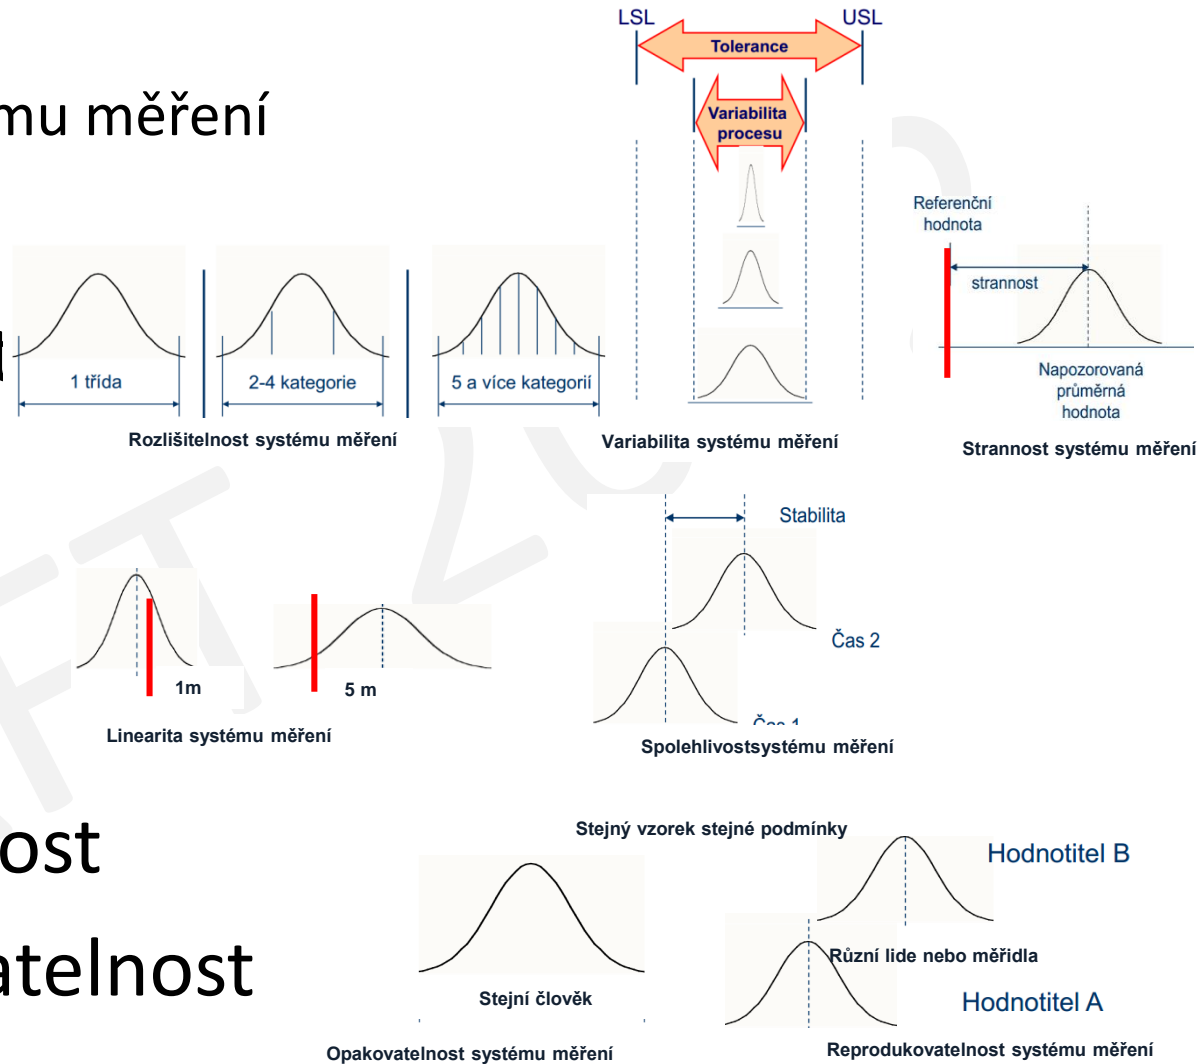 LSL
USL
Tolerance
mu měření
Variabilita
procesu
Referenční
hodnota
strannost
1 třída
2-4 kategorie
5 a více kategorií
Napozorovaná
průměrná
hodnota
Rozlišitelnost systému měření
Variabilita systému měření
Strannost systému měření
Stabilita
Čas 2
1m
5 m
Čas 1
Linearita systému měření
Spolehlivostsystému měření
ost
Stejný vzorek stejné podmínky
Hodnotitel B
atelnost
Různí lide nebo měřidla
Stejní člověk
Hodnotitel A
Opakovatelnost systému měření
Reprodukovatelnost systému měření